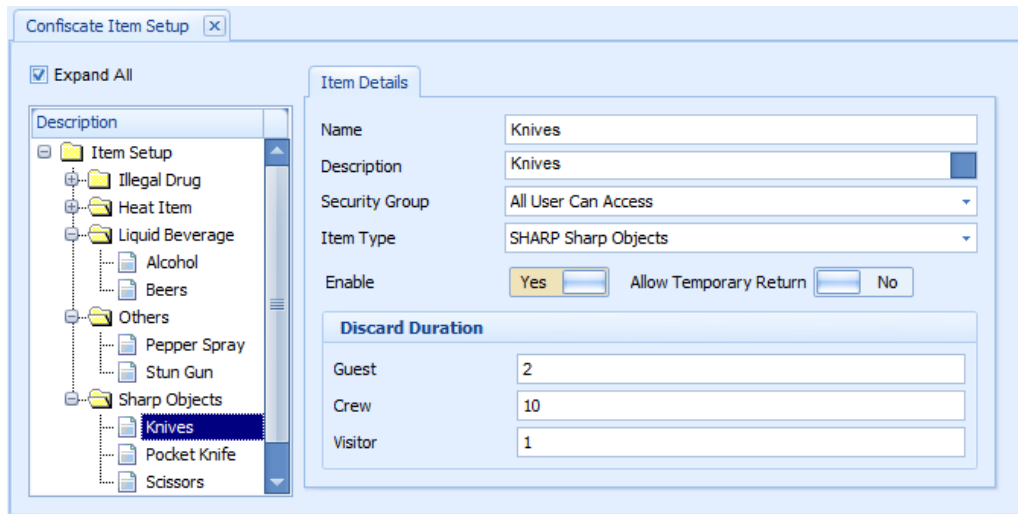 Confiscate Item Setup
Expand All
Description
Item Setup
Illegal Drug
Heat Item
Liquid Beverage
Alcohol
Beers
Others
Pepper Spray
Stun Gun
Sharp Objects
Knives
Pocket Knife
Scissors
Item Details
Name Knives
Description Knives
Security Group All User Can Access
Item Type SHARP Sharp Objects
Enable Yes Allow Temporary Return No
Discard Duration
Guest 2
Crew 10
Visitor 1